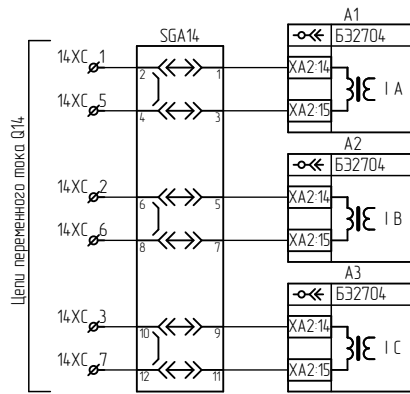 A1
SGA14
БЭ2704
14XC 1
2
1
XA2:14
I A
14XC 5
4
3
XA2:15
Цепи переменного тока Q14
A2
БЭ2704
14XC 2
6
5
XA2:14
I B
14XC 6
8
7
XA2:15
A3
БЭ2704
14XC 3
10
9
XA2:14
I C
14XC 7
12
11
XA2:15